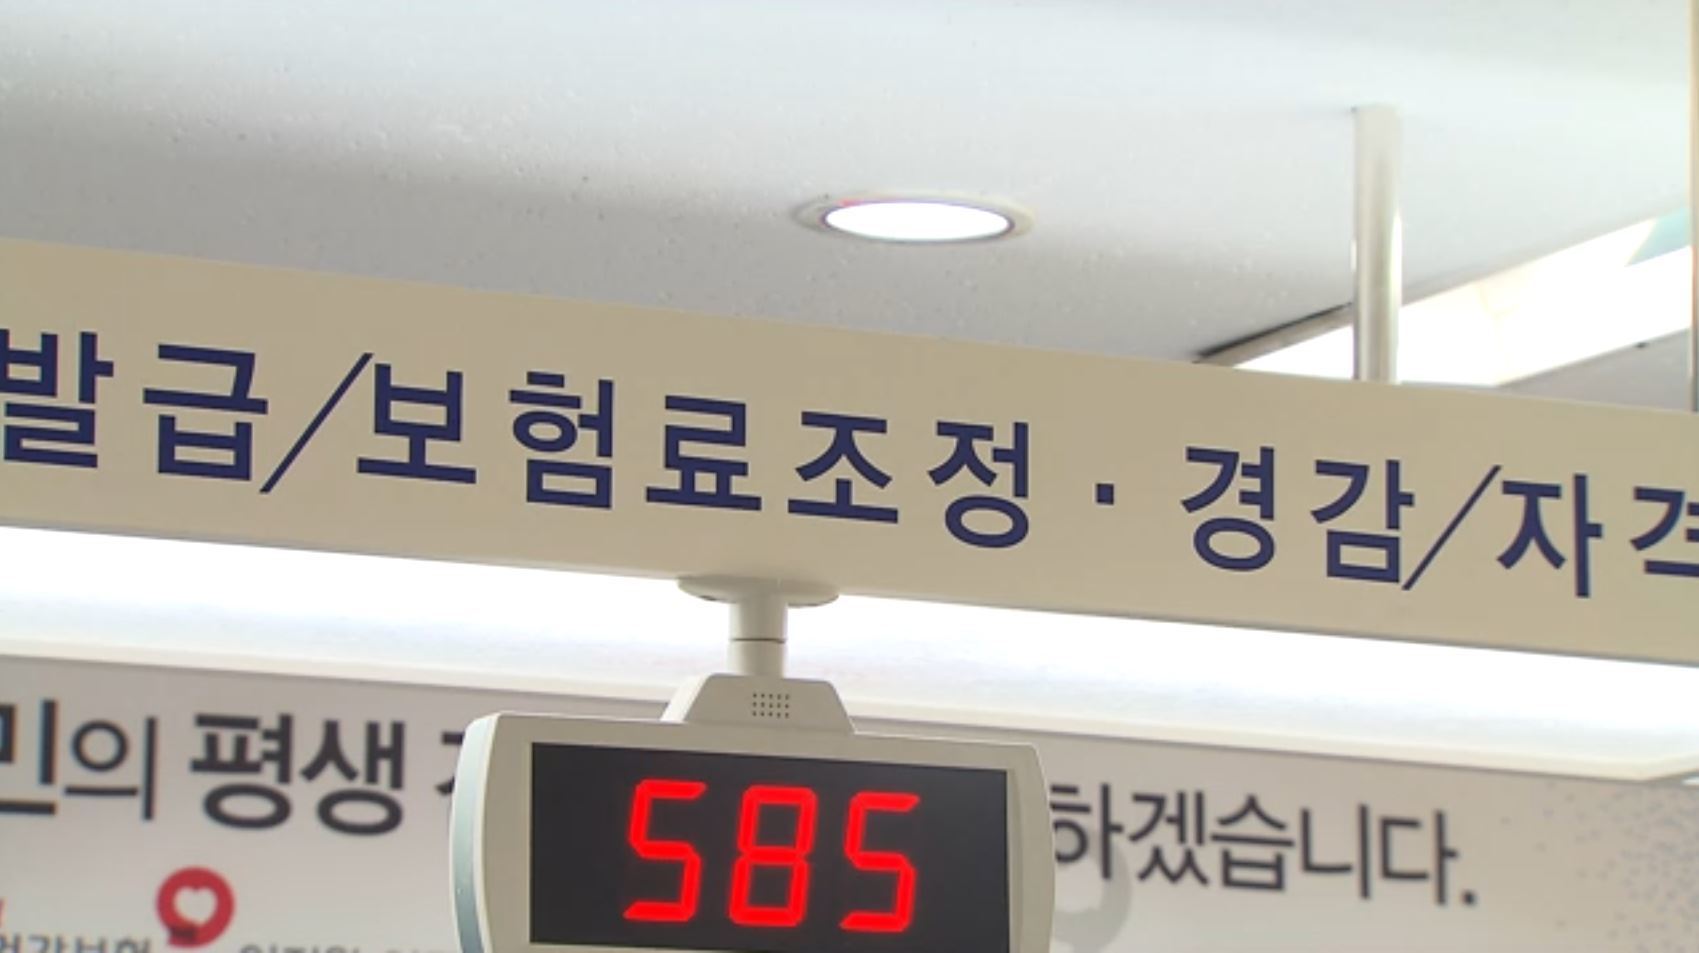 발급/보험료조정 · 경감/자격
의 평생
하겠습니다.
585